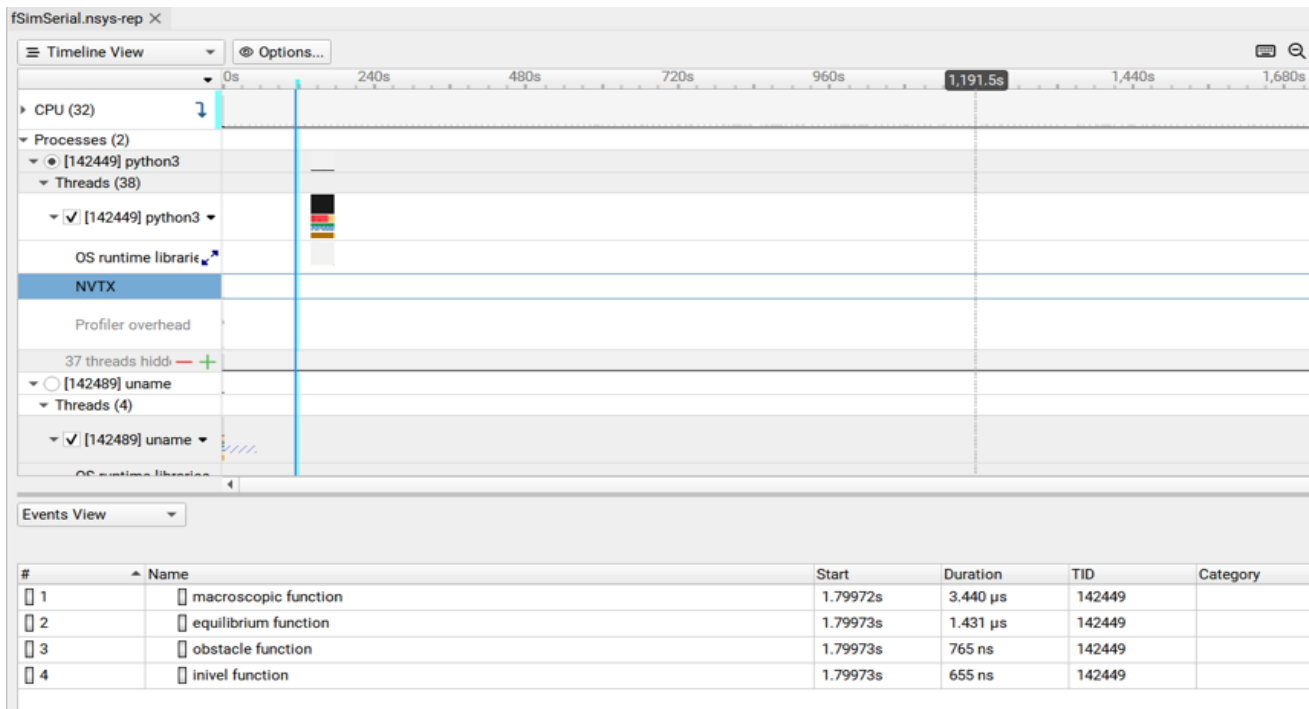 fSimSerial.nsys-rep ×
Timeline View Options...
0s 240s 480s 720s 960s 1,191.5s 1,440s 1,680s
CPU (32)
Processes (2)
[142449] python3
Threads (38)
[142449] python3
OS runtime librarie
NVTX
Profiler overhead
37 threads hidd
[142489] uname
Threads (4)
[142489] uname
OS runtime libraries
Events View
# Name Start Duration TID Category
1 macroscopic function 1.79972s 3.440 μs 142449
2 equilibrium function 1.79973s 1.431 μs 142449
3 obstacle function 1.79973s 765 ns 142449
4 inivel function 1.79973s 655 ns 142449